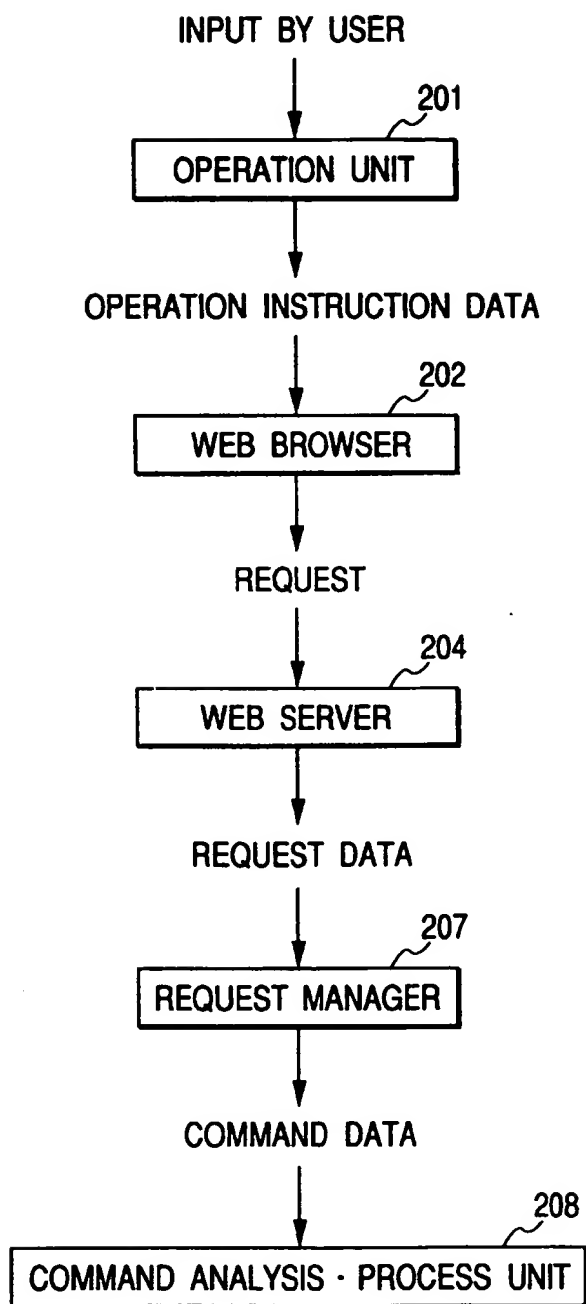 INPUT BY USER
201
OPERATION UNIT
OPERATION INSTRUCTION DATA
202
WEB BROWSER
REQUEST
204
WEB SERVER
REQUEST DATA
207
REQUEST MANAGER
COMMAND DATA
208
COMMAND ANALYSIS · PROCESS UNIT